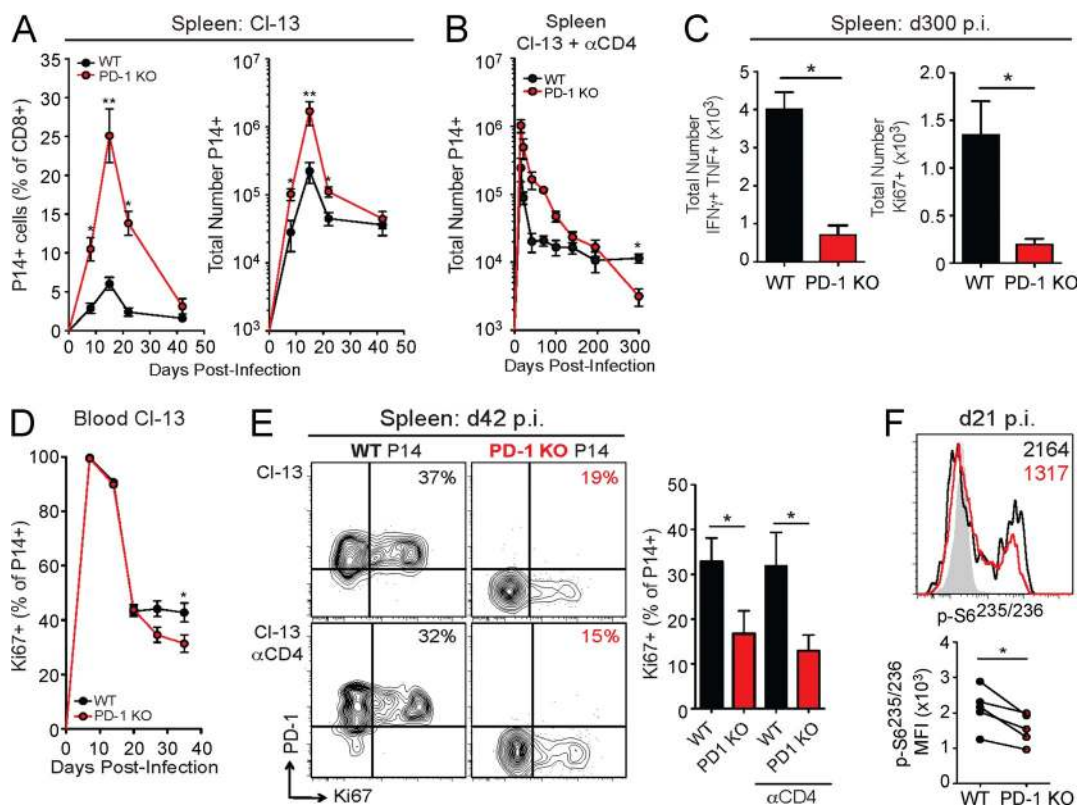 A
Spleen: Cl-13
WT
PD-1 KO
P14+ cells (% of CD8+)
35
30
25
20
15
10
5
0
0 10 20 30 40 50
**
*
*
Total Number P14+
10^7
10^6
10^5
10^4
10^3
0 10 20 30 40 50
**
*
*
Days Post-Infection
B
Spleen
Cl-13 + αCD4
WT
PD-1 KO
Total Number P14+
10^7
10^6
10^5
10^4
10^3
0 100 200 300
*
Days Post-Infection
C
Spleen: d300 p.i.
Total Number
IFNγ+ TNF+ (x10^3)
5
4
3
2
1
0
*
WT PD-1 KO
Total Number
Ki67+ (x10^3)
2.0
1.5
1.0
0.5
0
*
WT PD-1 KO
D
Blood Cl-13
Ki67+ (% of P14+)
100
80
60
40
20
0
*
WT
PD-1 KO
0 10 20 30 40
Days Post-Infection
E
Spleen: d42 p.i.
WT P14
PD-1 KO P14
Cl-13
37%
19%
Cl-13
αCD4
32%
15%
PD-1
Ki67
Ki67+ (% of P14+)
50
40
30
20
10
0
*
*
WT
PD1 KO
WT
PD1 KO
αCD4
F
d21 p.i.
2164
1317
p-S6^235/236
p-S6^235/236
MFI (x10^3)
4
3
2
1
0
*
WT PD-1 KO